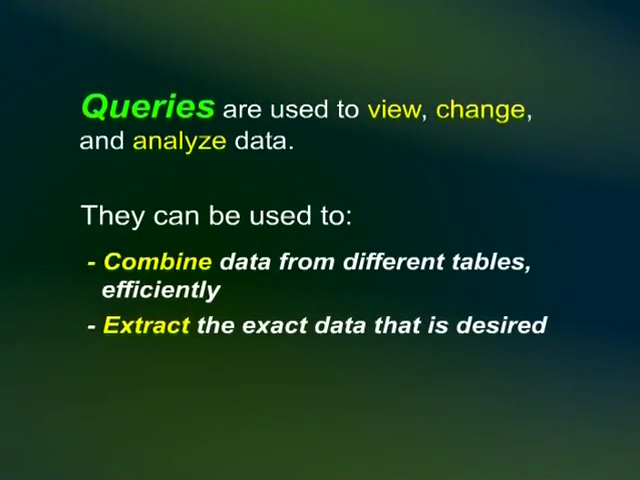 Queries are used to view, change,
and analyze data.
They can be used to:
- Combine data from different tables,
efficiently
- Extract the exact data that is desired